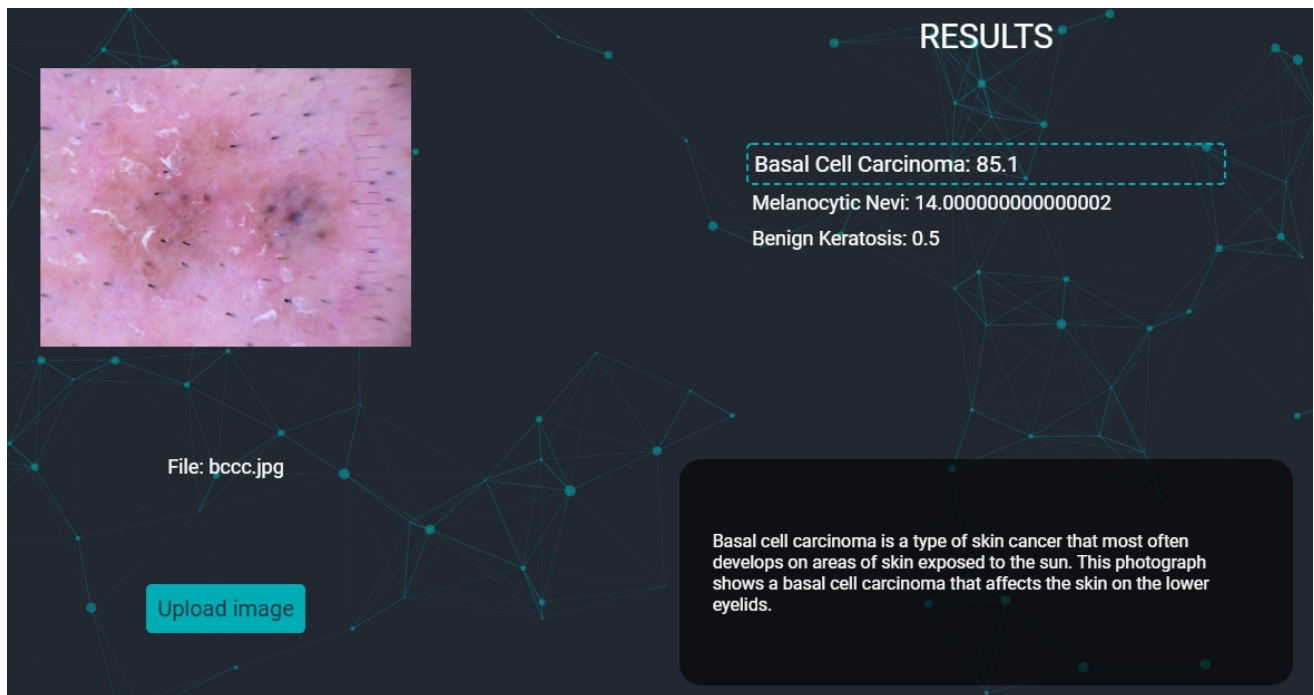 RESULTS
Basal Cell Carcinoma: 85.1
Melanocytic Nevi: 14.000000000000002
Benign Keratosis: 0.5
File: bccc.jpg
Upload image
Basal cell carcinoma is a type of skin cancer that most often
develops on areas of skin exposed to the sun. This photograph
shows a basal cell carcinoma that affects the skin on the lower
eyelids.